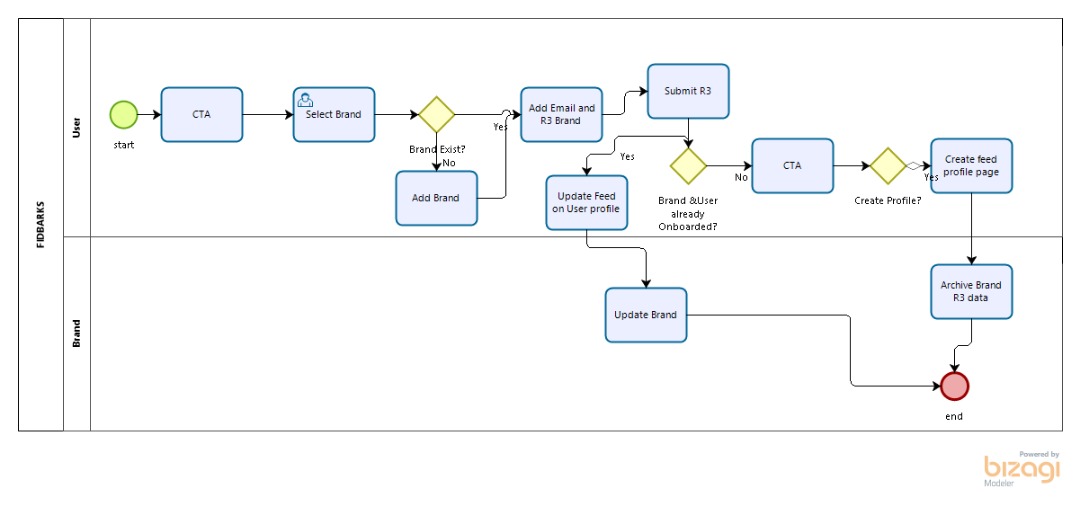 FIDBARKS
User
Brand
start
CTA
Select Brand
Brand Exist?
Yes
No
Add Brand
Add Email and
R3 Brand
Submit R3
Brand &User
already
Onboarded?
Yes
No
Update Feed
on User profile
CTA
Create Profile?
Yes
Create feed
profile page
Update Brand
Archive Brand
R3 data
end
Powered by
bizagi
Modeler